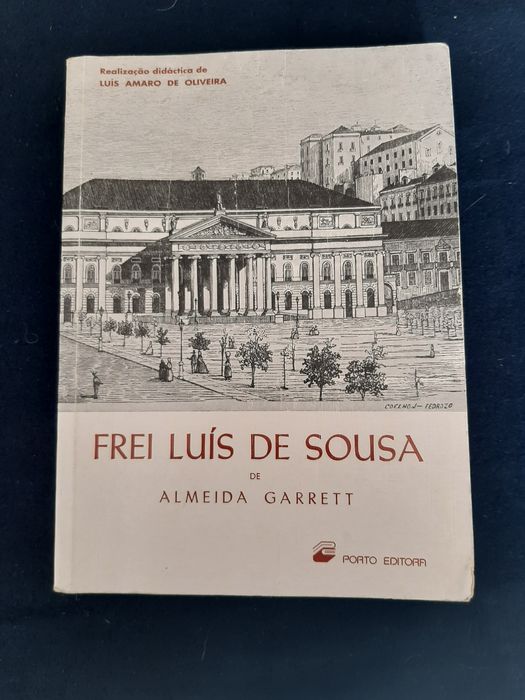 Realização didáctica de
LUÍS AMARO DE OLIVEIRA
COELHO J — PEDROZO
FREI LUÍS DE SOUSA
DE
ALMEIDA GARRETT
PORTO EDITORA